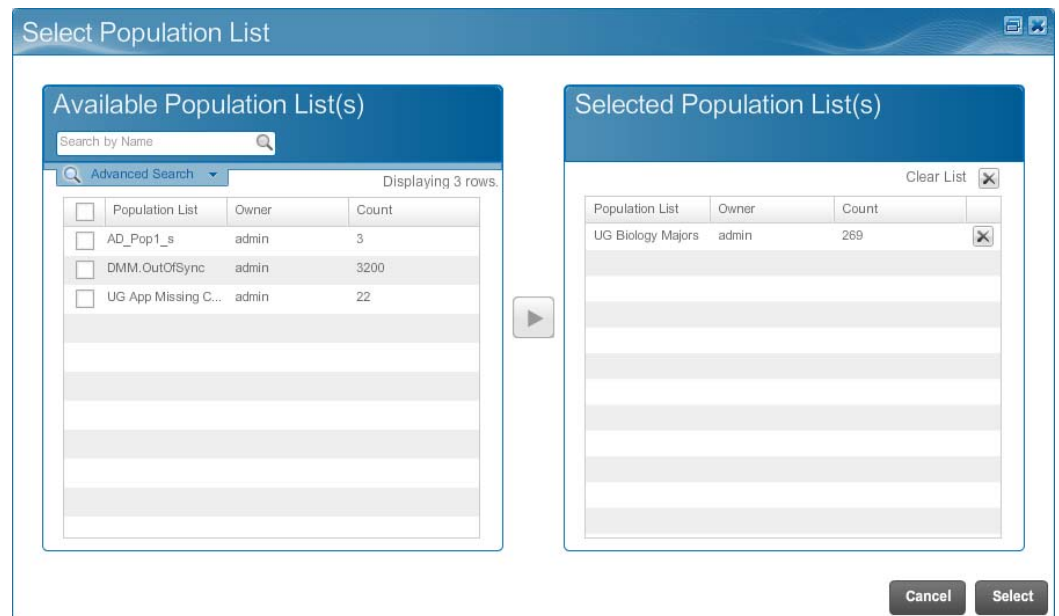 Select Population List
Available Population List(s)
Search by Name
Advanced Search
Displaying 3 rows.
Population List Owner Count
AD_Pop1_s admin 3
DMM.OutOfSync admin 3200
UG App Missing C... admin 22
Selected Population List(s)
Clear List
Population List Owner Count
UG Biology Majors admin 269
Cancel Select